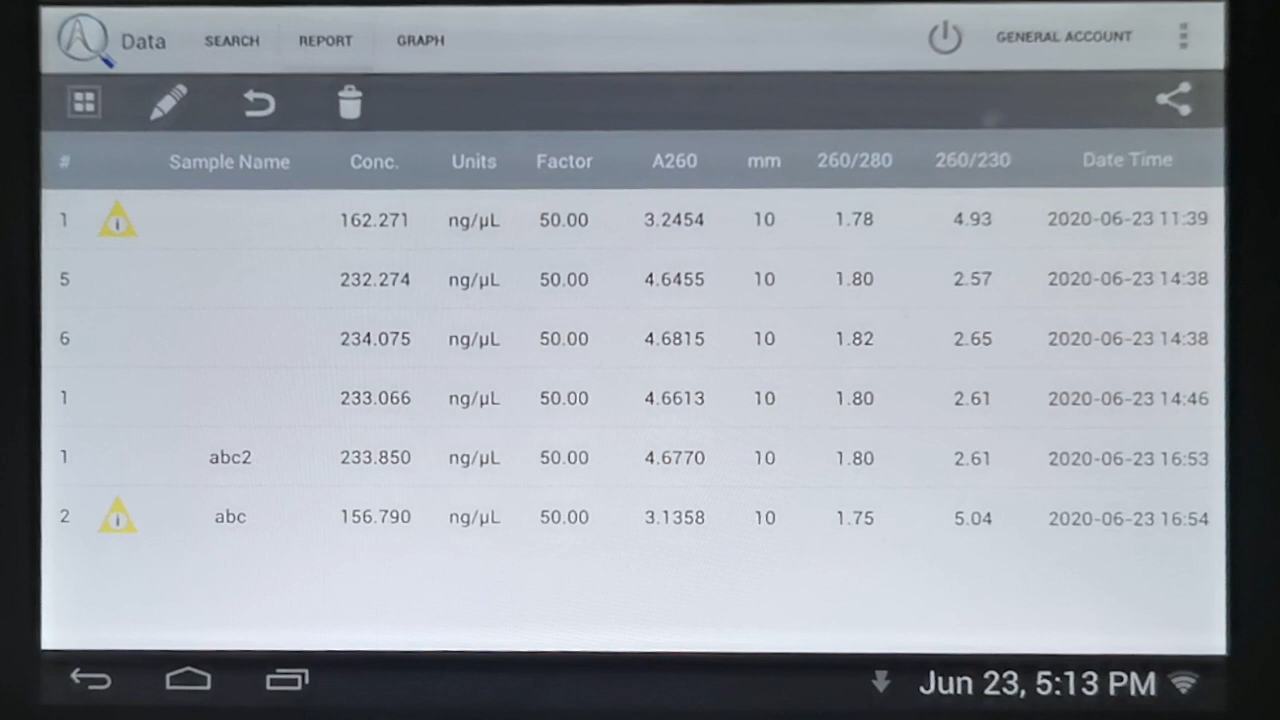 Data SEARCH REPORT GRAPH GENERAL ACCOUNT
# Sample Name Conc. Units Factor A260 mm 260/280 260/230 Date Time
1 162.271 ng/µL 50.00 3.2454 10 1.78 4.93 2020-06-23 11:39
5 232.274 ng/µL 50.00 4.6455 10 1.80 2.57 2020-06-23 14:38
6 234.075 ng/µL 50.00 4.6815 10 1.82 2.65 2020-06-23 14:38
1 233.066 ng/µL 50.00 4.6613 10 1.80 2.61 2020-06-23 14:46
1 abc2 233.850 ng/µL 50.00 4.6770 10 1.80 2.61 2020-06-23 16:53
2 abc 156.790 ng/µL 50.00 3.1358 10 1.75 5.04 2020-06-23 16:54
Jun 23, 5:13 PM